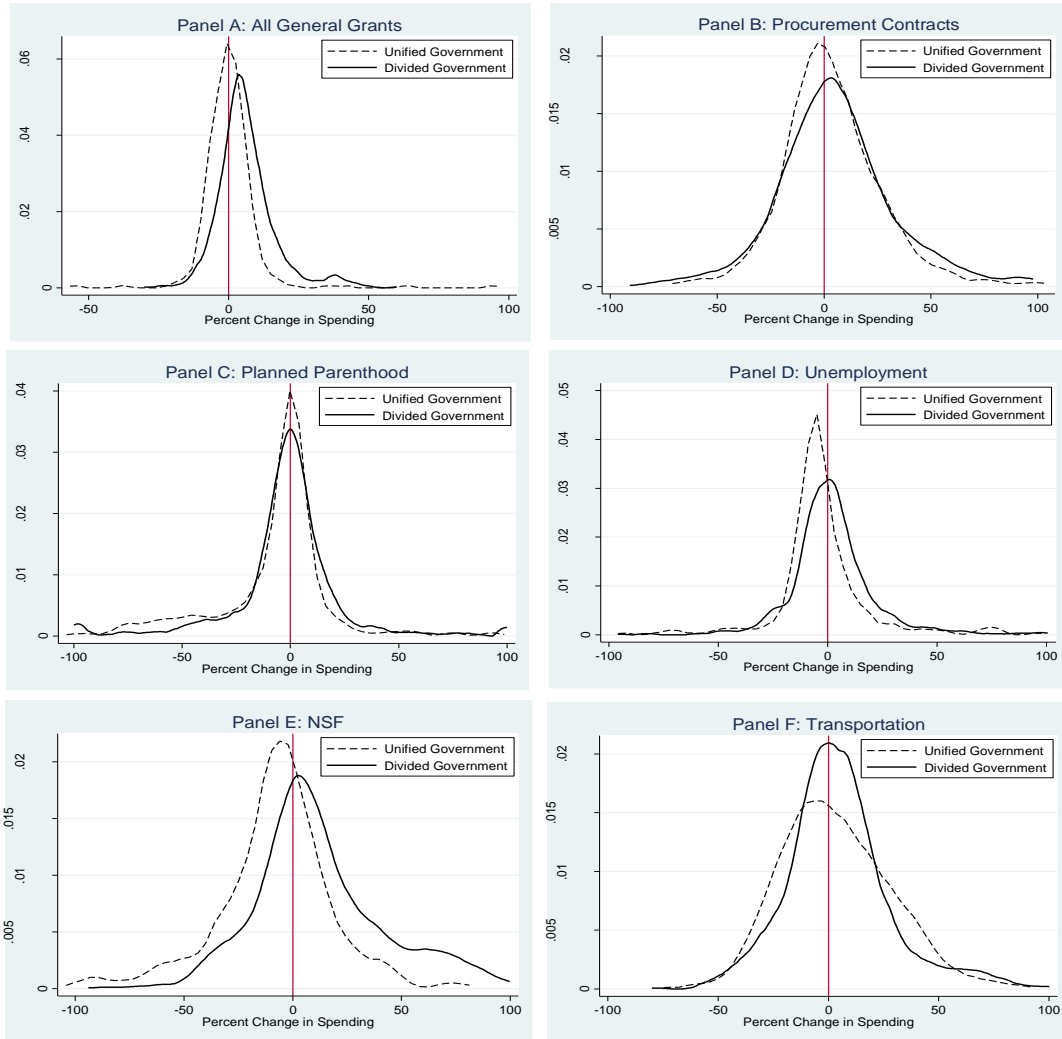 Panel A: All General Grants
Unified Government
Divided Government
.06
.04
.02
0
-50
0
50
100
Percent Change in Spending
Panel B: Procurement Contracts
Unified Government
Divided Government
.02
.015
.01
.005
0
-100
-50
0
50
100
Percent Change in Spending
Panel C: Planned Parenthood
Unified Government
Divided Government
.04
.03
.02
.01
0
-100
-50
0
50
100
Percent Change in Spending
Panel D: Unemployment
Unified Government
Divided Government
.05
.04
.03
.02
.01
0
-100
-50
0
50
100
Percent Change in Spending
Panel E: NSF
Unified Government
Divided Government
.02
.015
.01
.005
0
-100
-50
0
50
100
Percent Change in Spending
Panel F: Transportation
Unified Government
Divided Government
.02
.015
.01
.005
0
-100
-50
0
50
100
Percent Change in Spending